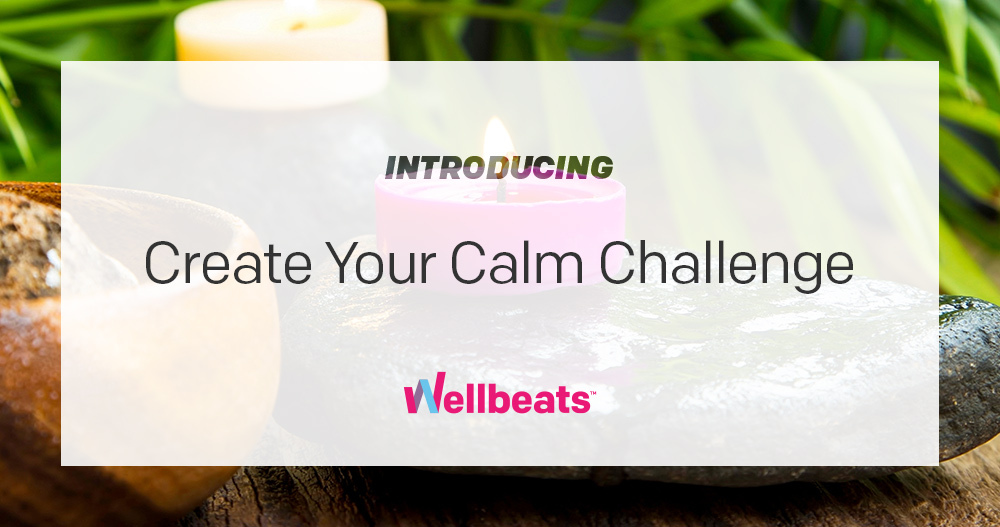 INTRODUCING
Create Your Calm Challenge
Wellbeats™